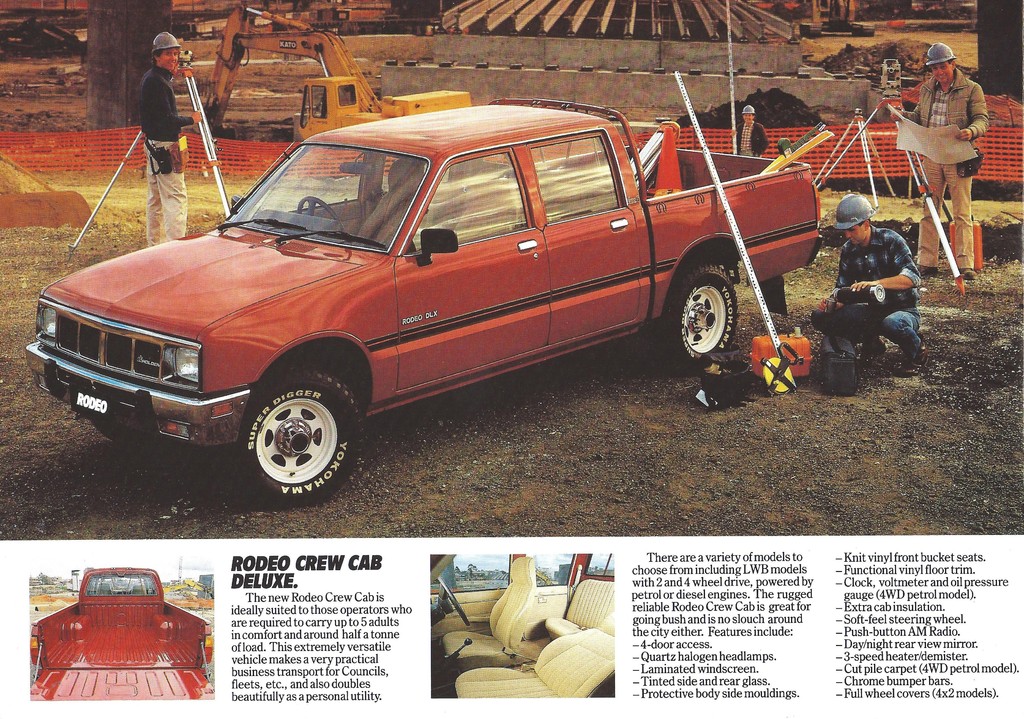 KATO
RODEO DLX
HOLDEN
RODEO
SUPER DIGGER
YOKOHAMA
YOKOHAMA
RODEO CREW CAB
DELUXE.
The new Rodeo Crew Cab is
ideally suited to those operators who
are required to carry up to 5 adults
in comfort and around half a tonne
of load. This extremely versatile
vehicle makes a very practical
business transport for Councils,
fleets, etc., and also doubles
beautifully as a personal utility.
There are a variety of models to
choose from including LWB models
with 2 and 4 wheel drive, powered by
petrol or diesel engines. The rugged
reliable Rodeo Crew Cab is great for
going bush and is no slouch around
the city either. Features include:
– 4-door access.
– Quartz halogen headlamps.
– Laminated windscreen.
– Tinted side and rear glass.
– Protective body side mouldings.
– Knit vinyl front bucket seats.
– Functional vinyl floor trim.
– Clock, voltmeter and oil pressure
gauge (4WD petrol model).
– Extra cab insulation.
– Soft-feel steering wheel.
– Push-button AM Radio.
– Day/night rear view mirror.
– 3-speed heater/demister.
– Cut pile carpet (4WD petrol model).
– Chrome bumper bars.
– Full wheel covers (4x2 models).